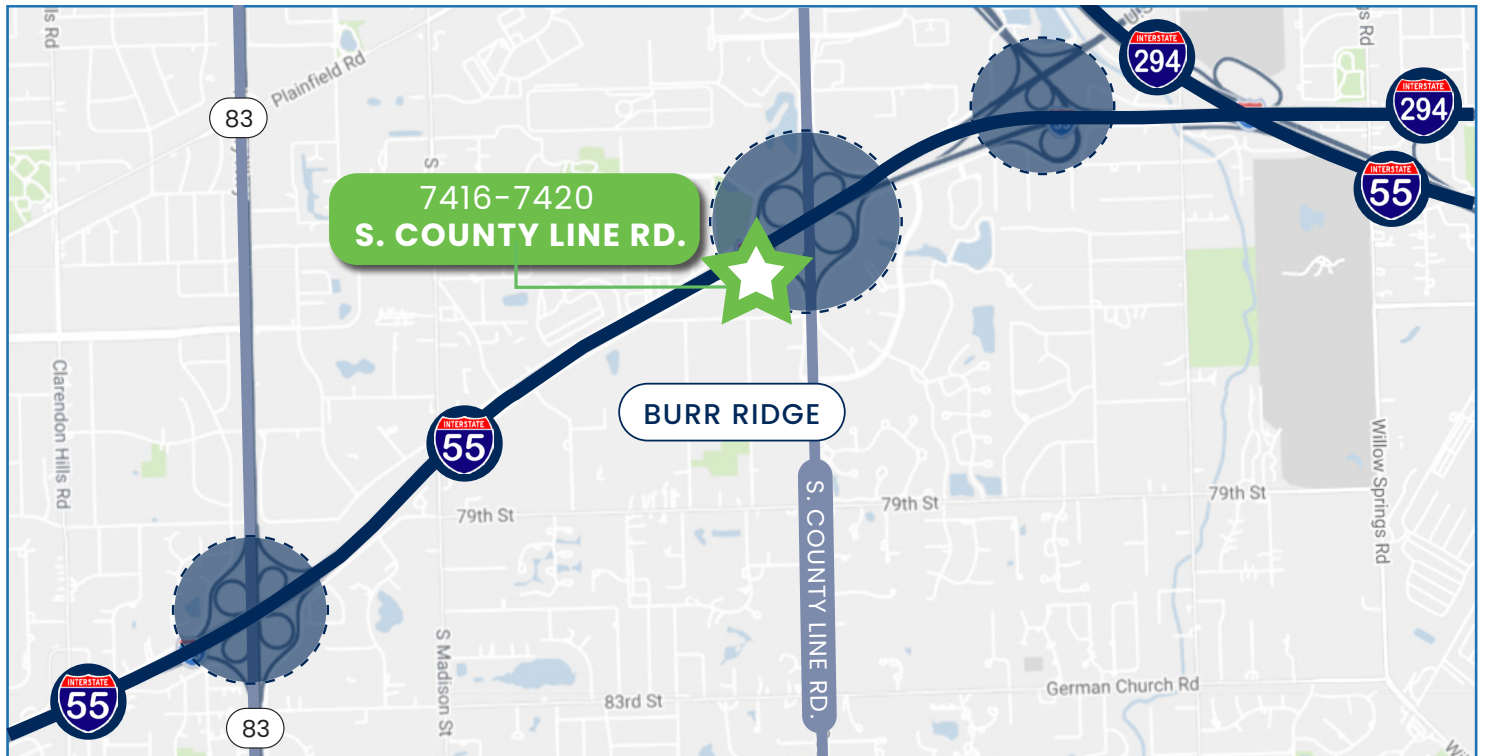 Plainfield Rd
83
INTERSTATE
294
INTERSTATE
294
INTERSTATE
55
7416-7420
S. COUNTY LINE RD.
BURR RIDGE
Clarendon Hills Rd
INTERSTATE
55
79th St
79th St
79th St
Willow Springs Rd
S. COUNTY LINE RD.
S Madison St
INTERSTATE
55
83
83rd St
German Church Rd